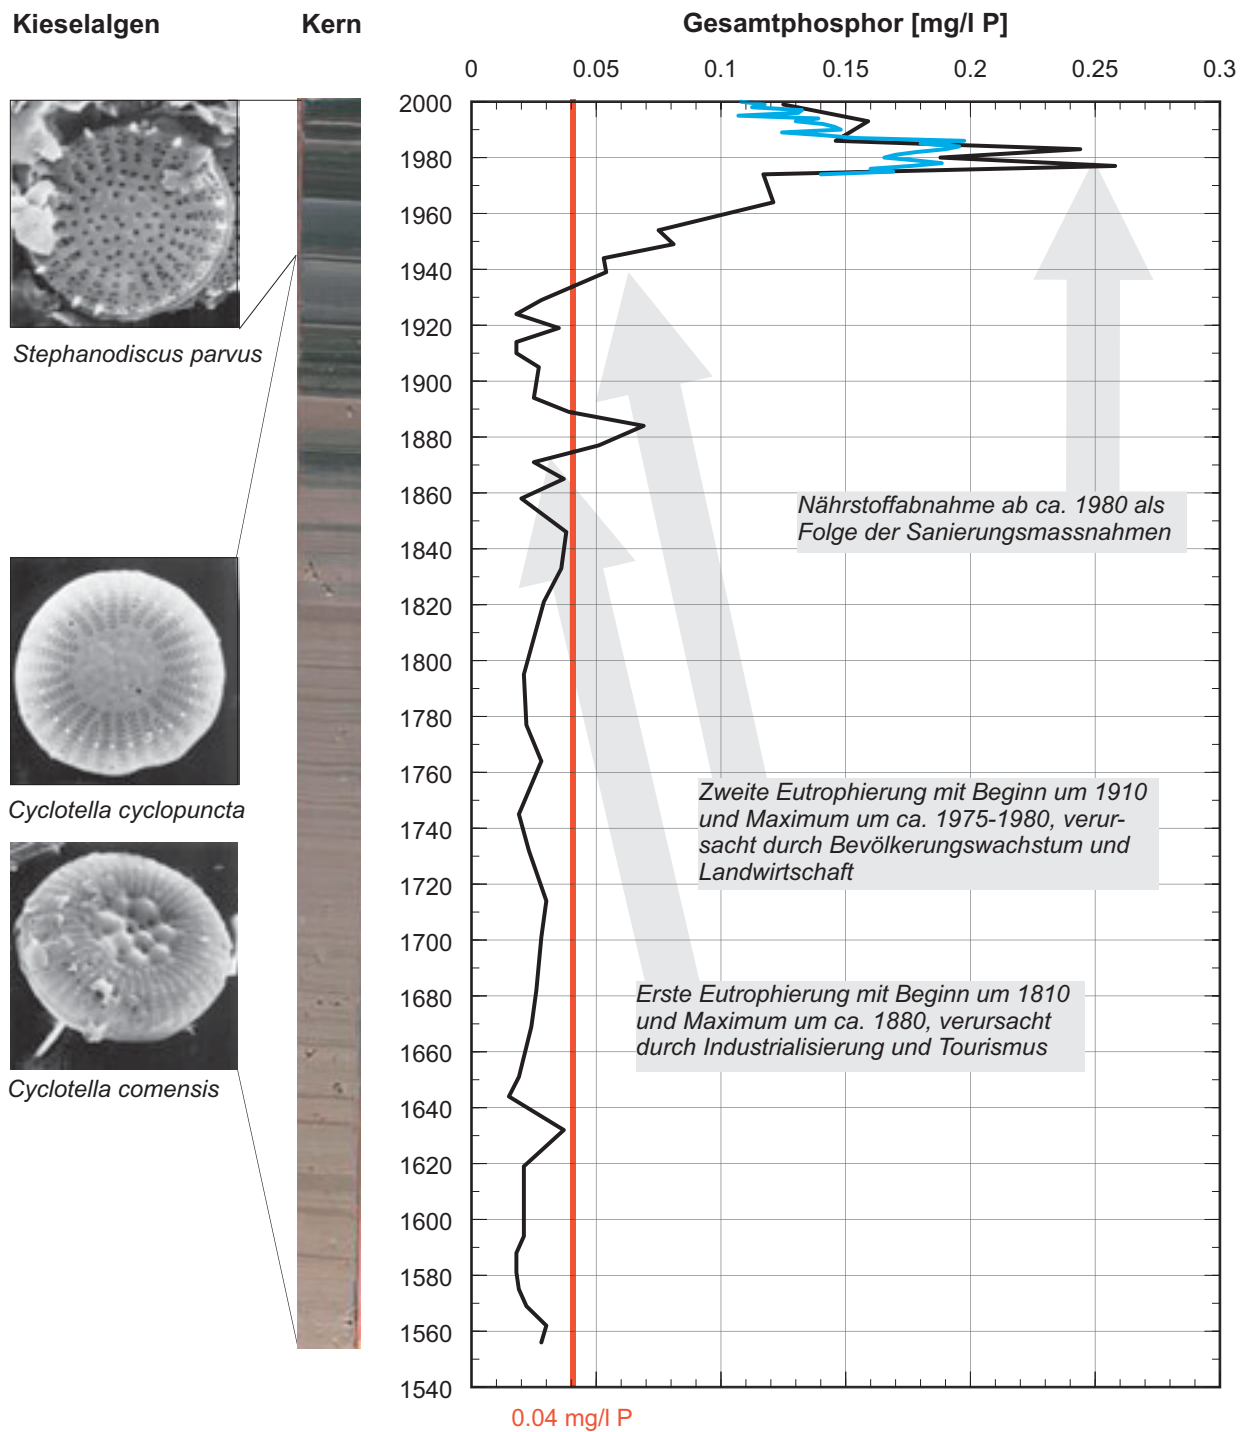 Kieselalgen
Kern
Gesamtphosphor [mg/l P]
0 0.05 0.1 0.15 0.2 0.25 0.3
2000
1980
1960
1940
1920
1900
1880
1860
1840
1820
1800
1780
1760
1740
1720
1700
1680
1660
1640
1620
1600
1580
1560
1540
Stephanodiscus parvus
Cyclotella cyclopuncta
Cyclotella comensis
Nährstoffabnahme ab ca. 1980 als
Folge der Sanierungsmassnahmen
Zweite Eutrophierung mit Beginn um 1910
und Maximum um ca. 1975-1980, verur-
sacht durch Bevölkerungswachstum und
Landwirtschaft
Erste Eutrophierung mit Beginn um 1810
und Maximum um ca. 1880, verursacht
durch Industrialisierung und Tourismus
0.04 mg/l P